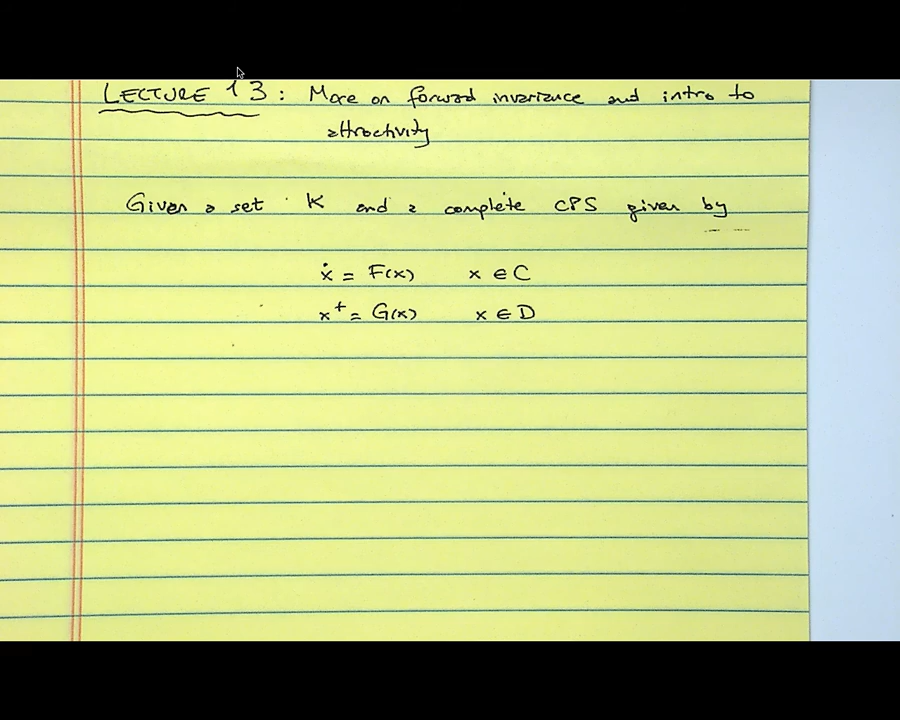 LECTURE 13: More on forward invariance and intro to
attractivity
Given a set K and a complete CPS given by
ẋ = F(x) x ∈ C
x⁺ = G(x) x ∈ D